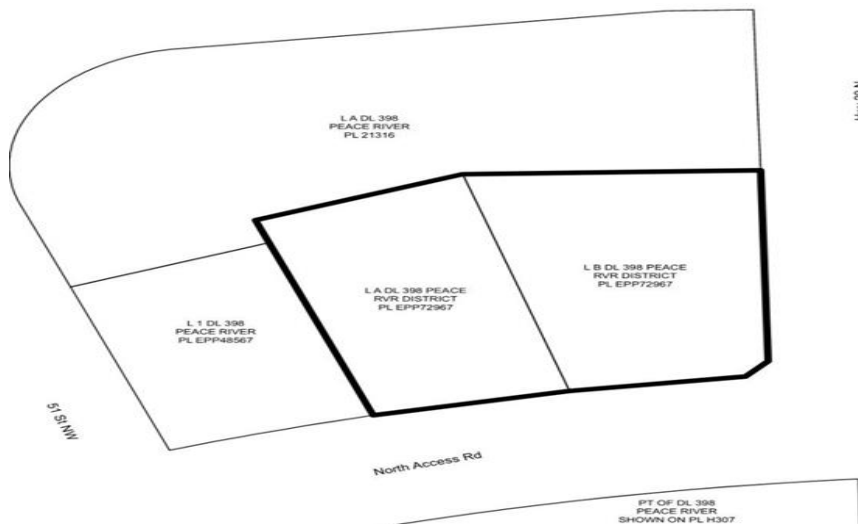 L A DL 398
PEACE RIVER
PL 21316
L A DL 398 PEACE
RVR DISTRICT
PL EPP72967
L B DL 398 PEACE
RVR DISTRICT
PL EPP72967
L 1 DL 398
PEACE RIVER
PL EPP48567
51 St NW
North Access Rd
PT OF DL 398
PEACE RIVER
SHOWN ON PL H307